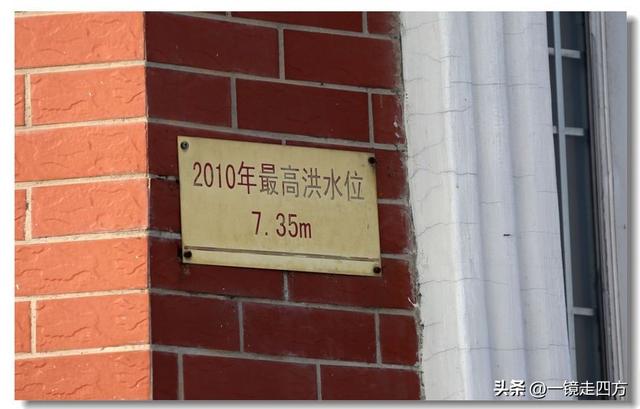 2010年最高洪水位
7.35m
头条 @一镜走四方